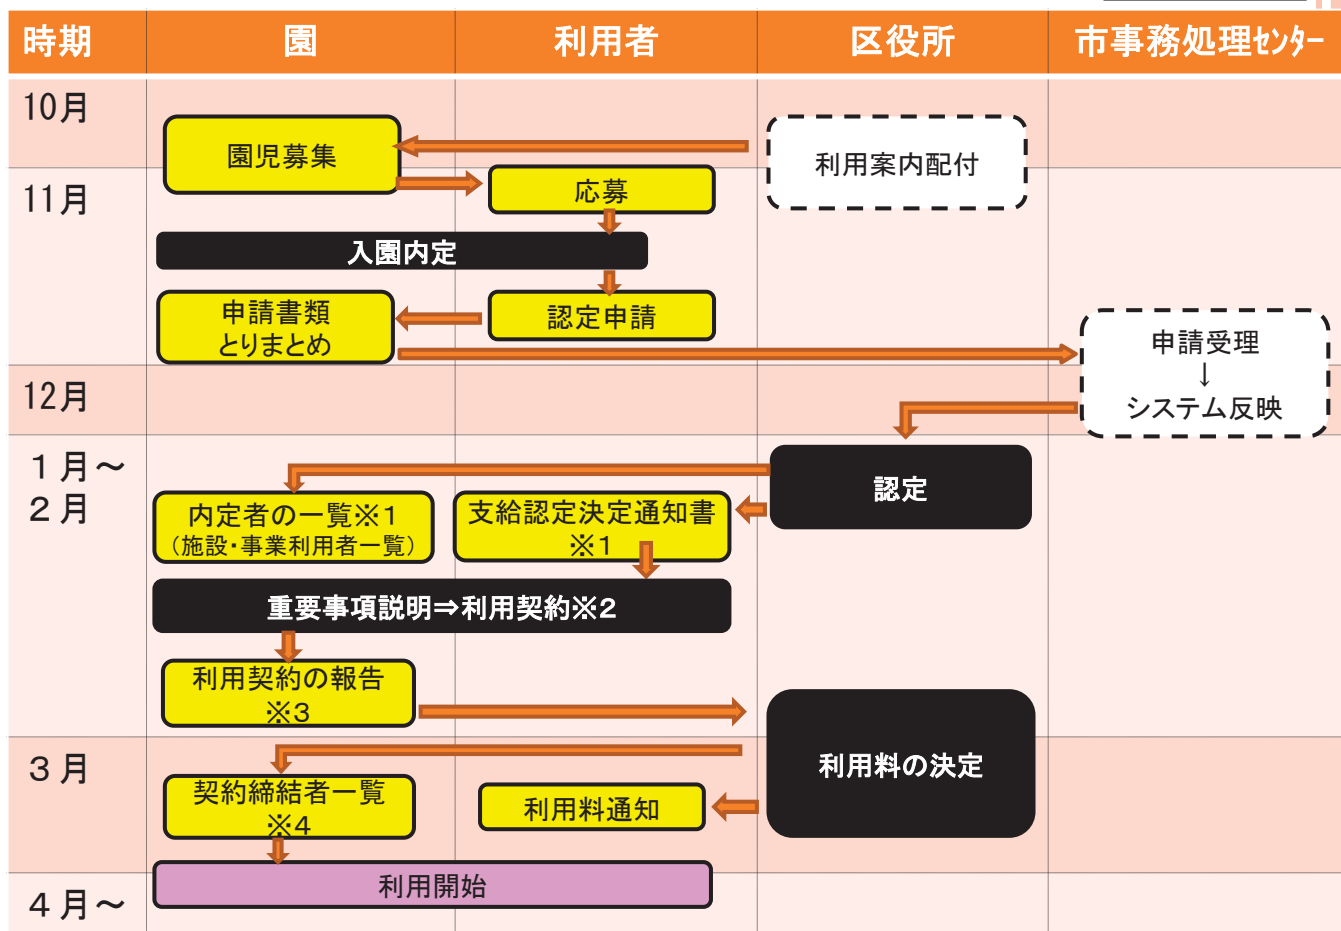 時期 園 利用者 区役所 市事務処理センター
10月
園児募集
利用案内配付
11月
応募
入園内定
申請書類
とりまとめ
認定申請
申請受理
↓
システム反映
12月
1月～
2月
認定
内定者の一覧※1
（施設・事業利用者一覧）
支給認定決定通知書
※1
重要事項説明⇒利用契約※2
利用契約の報告
※3
利用料の決定
3月
契約締結者一覧
※4
利用料通知
利用開始
4月～